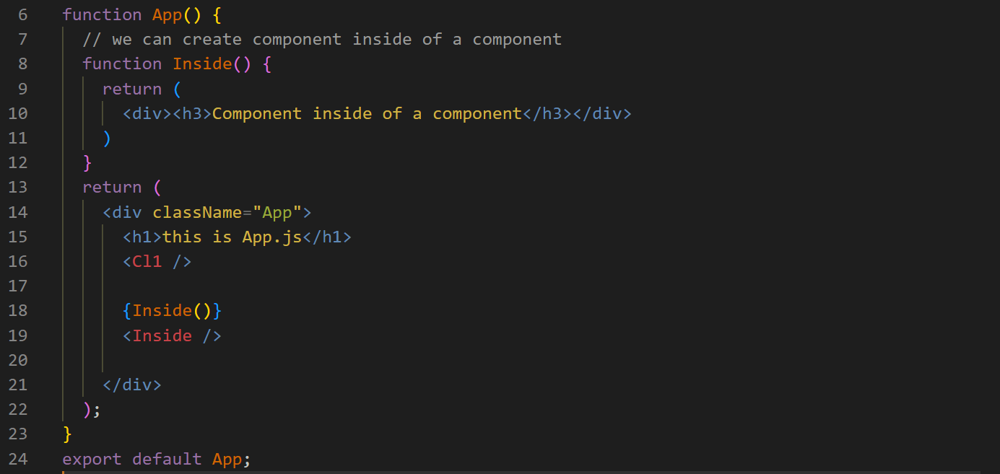 6 function App() {
7 // we can create component inside of a component
8 function Inside() {
9 return (
10 <div><h3>Component inside of a component</h3></div>
11 )
12 }
13 return (
14 <div className="App">
15 <h1>this is App.js</h1>
16 <Cl1 />
17
18 {Inside()}
19 <Inside />
20
21 </div>
22 );
23 }
24 export default App;